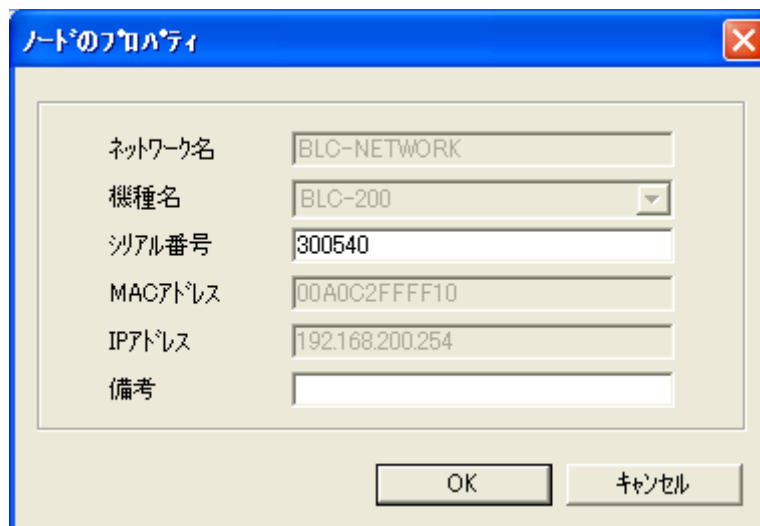 ノードのプロパティ
ネットワーク名 BLC-NETWORK
機種名 BLC-200
シリアル番号 300540
MACアドレス 00A0C2FFFF10
IPアドレス 192.168.200.254
備考
OK キャンセル